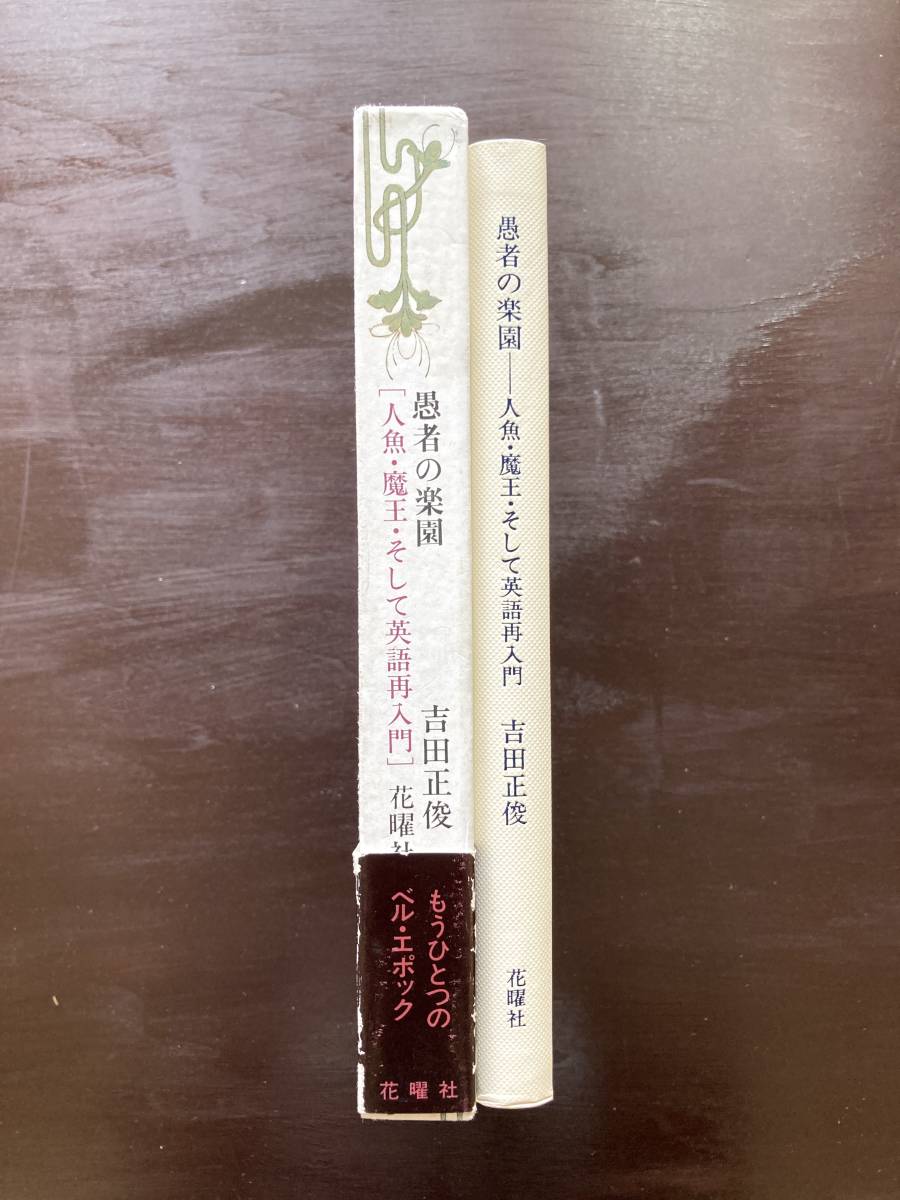 愚者の楽園
[人魚・魔王・そして英語再入門]
吉田正俊
花曜社
もうひとつの
ベル・エポック
花曜社
愚者の楽園——人魚・魔王・そして英語再入門 吉田正俊
花曜社